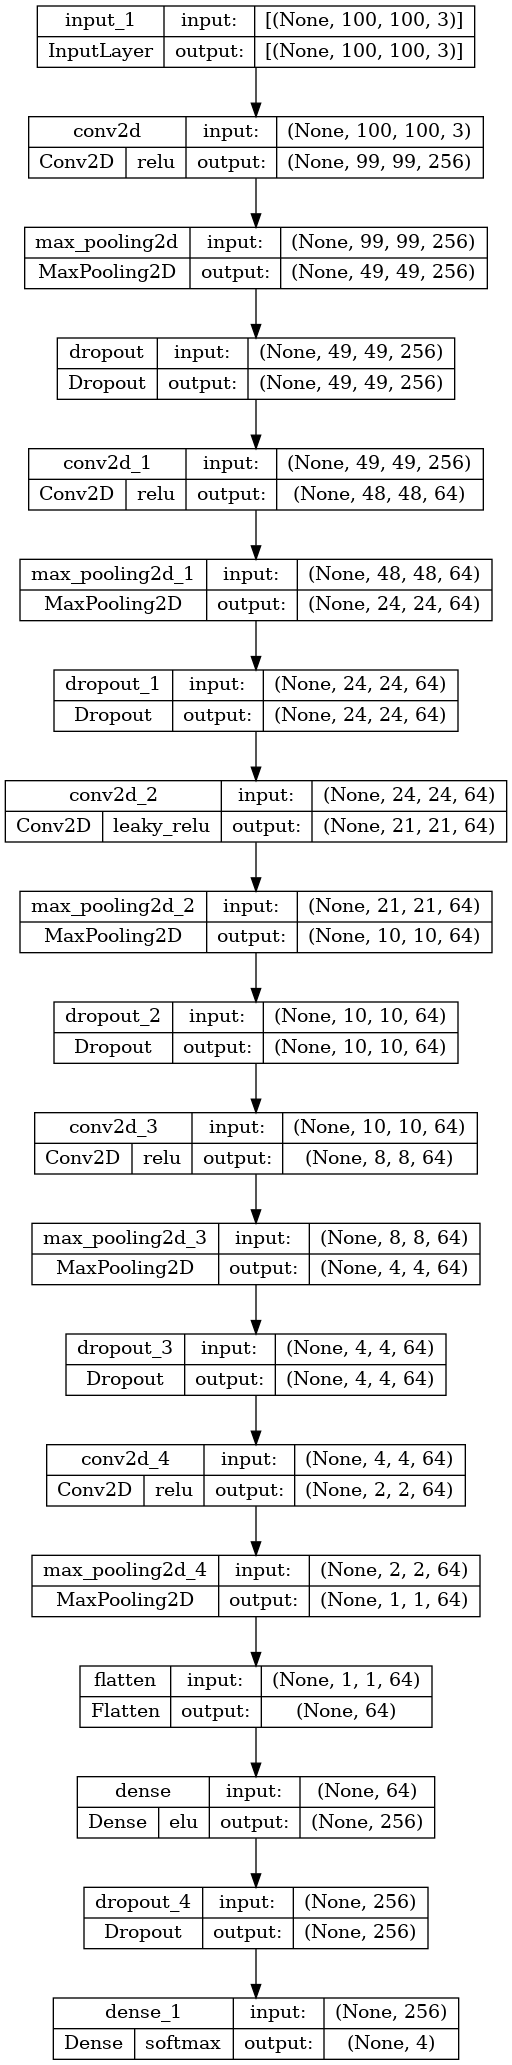 input_1 input: [(None, 100, 100, 3)]
InputLayer output: [(None, 100, 100, 3)]
conv2d input: (None, 100, 100, 3)
Conv2D relu output: (None, 99, 99, 256)
max_pooling2d input: (None, 99, 99, 256)
MaxPooling2D output: (None, 49, 49, 256)
dropout input: (None, 49, 49, 256)
Dropout output: (None, 49, 49, 256)
conv2d_1 input: (None, 49, 49, 256)
Conv2D relu output: (None, 48, 48, 64)
max_pooling2d_1 input: (None, 48, 48, 64)
MaxPooling2D output: (None, 24, 24, 64)
dropout_1 input: (None, 24, 24, 64)
Dropout output: (None, 24, 24, 64)
conv2d_2 input: (None, 24, 24, 64)
Conv2D leaky_relu output: (None, 21, 21, 64)
max_pooling2d_2 input: (None, 21, 21, 64)
MaxPooling2D output: (None, 10, 10, 64)
dropout_2 input: (None, 10, 10, 64)
Dropout output: (None, 10, 10, 64)
conv2d_3 input: (None, 10, 10, 64)
Conv2D relu output: (None, 8, 8, 64)
max_pooling2d_3 input: (None, 8, 8, 64)
MaxPooling2D output: (None, 4, 4, 64)
dropout_3 input: (None, 4, 4, 64)
Dropout output: (None, 4, 4, 64)
conv2d_4 input: (None, 4, 4, 64)
Conv2D relu output: (None, 2, 2, 64)
max_pooling2d_4 input: (None, 2, 2, 64)
MaxPooling2D output: (None, 1, 1, 64)
flatten input: (None, 1, 1, 64)
Flatten output: (None, 64)
dense input: (None, 64)
Dense elu output: (None, 256)
dropout_4 input: (None, 256)
Dropout output: (None, 256)
dense_1 input: (None, 256)
Dense softmax output: (None, 4)